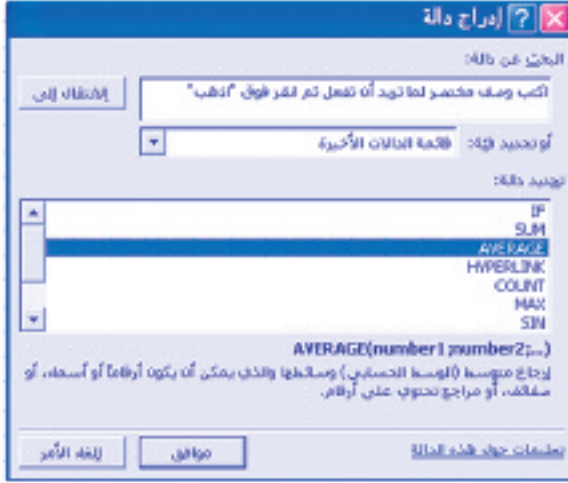 إدراج دالة
البحث عن دالة:
اكتب وصف مختصر لما تريد أن تفعل ثم انقر فوق "اذهب"
الانتقال إلى
أو تحديد فئة: قائمة الدالات الأخيرة
تحديد دالة:
IF
SUM
AVERAGE
HYPERLINK
COUNT
MAX
SIN
AVERAGE(number1;number2;...)
إرجاع متوسط (الوسط الحسابي) وسائطها والذي يمكن أن يكون أرقاماً أو أسماء، أو
صفائف، أو مراجع تحتوي على أرقام.
تعليمات حول هذه الدالة
موافق
إلغاء الأمر